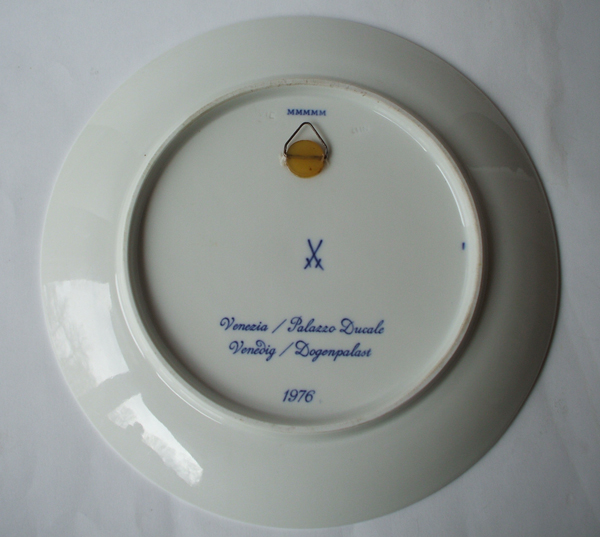 MMMMM
Venezia / Palazzo Ducale
Venedig / Dogenpalast
1976